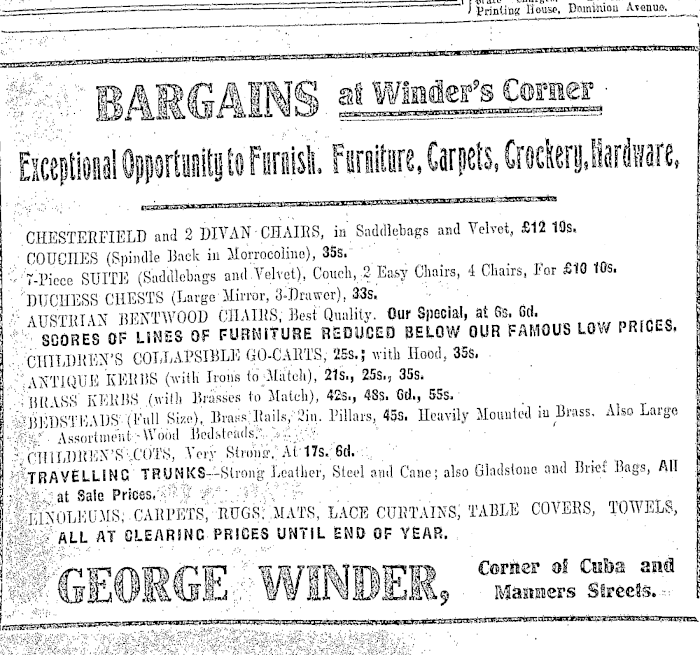 Printing House, Dominion Avenue.
BARGAINS at Winder's Corner
Exceptional Opportunity to Furnish. Furniture, Carpets, Crockery, Hardware,
CHESTERFIELD and 2 DIVAN CHAIRS, in Saddlebags and Velvet, £12 10s.
COUCHES (Spindle Back in Morrocoline), 35s.
7-Piece SUITE (Saddlebags and Velvet), Couch, 2 Easy Chairs, 4 Chairs, For £10 10s.
DUCHESS CHESTS (Large Mirror, 3-Drawer), 33s.
AUSTRIAN BENTWOOD CHAIRS, Best Quality. Our Special, at 6s. 6d.
SCORES OF LINES OF FURNITURE REDUCED BELOW OUR FAMOUS LOW PRICES.
CHILDREN'S COLLAPSIBLE GO-CARTS, 25s.; with Hood, 35s.
ANTIQUE KERBS (with Irons to Match), 21s., 25s., 35s.
BRASS KERBS (with Brasses to Match), 42s., 48s. 6d., 55s.
BEDSTEADS (Full Size), Brass Rails, 2in. Pillars, 45s. Heavily Mounted in Brass. Also Large
Assortment Wood Bedsteads.
CHILDREN'S COTS, Very Strong, At 17s. 6d.
TRAVELLING TRUNKS—Strong Leather, Steel and Cane; also Gladstone and Brief Bags, All
at Sale Prices.
LINOLEUMS, CARPETS, RUGS, MATS, LACE CURTAINS, TABLE COVERS, TOWELS,
ALL AT CLEARING PRICES UNTIL END OF YEAR.
GEORGE WINDER, Corner of Cuba and
Manners Streets.